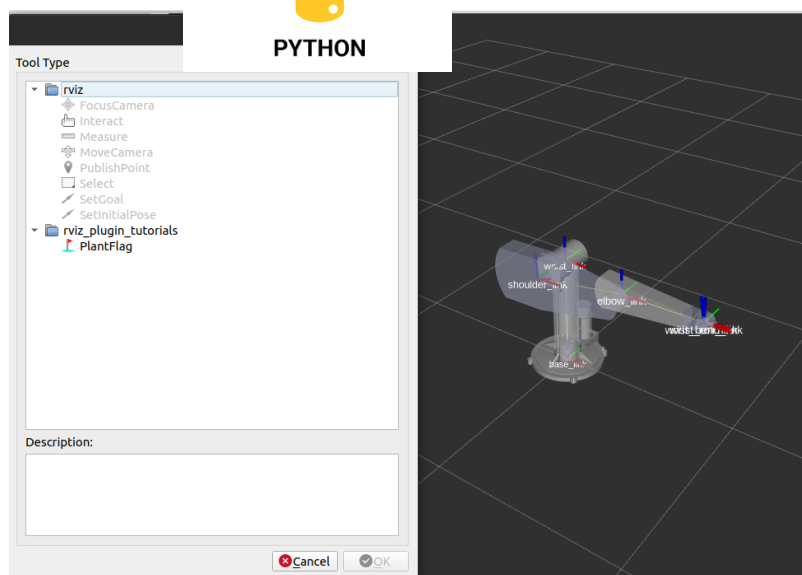 PYTHON
Tool Type
rviz
FocusCamera
Interact
Measure
MoveCamera
PublishPoint
Select
SetGoal
SetInitialPose
rviz_plugin_tutorials
PlantFlag
Description:
Cancel
OK
waist_link
shoulder_link
elbow_link
base_link